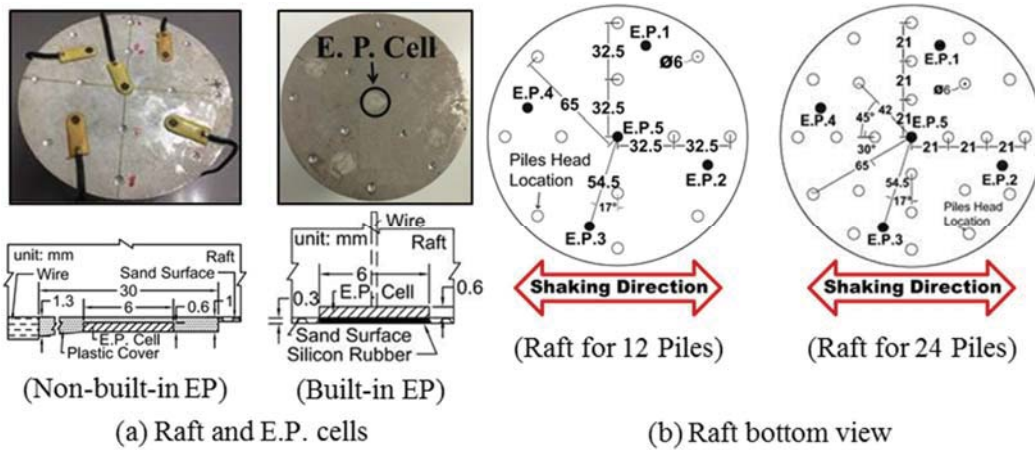 E. P. Cell
unit: mm
Raft
Wire
Sand Surface
30
1.3
6
0.6
1
E.P. Cell
Plastic Cover
(Non-built-in EP)
Wire
unit: mm
Raft
6
0.3
E.P. Cell
0.6
Sand Surface
Silicon Rubber
(Built-in EP)
(a) Raft and E.P. cells
E.P.1
32.5
Ø6
E.P.4
65
32.5
E.P.5
32.5
32.5
Piles Head
Location
E.P.2
54.5
17°
E.P.3
Shaking Direction
(Raft for 12 Piles)
21
E.P.1
21
Ø6
E.P.4
42
21
45°
E.P.5
30°
21
21
21
65
E.P.2
54.5
17°
Piles Head
Location
E.P.3
Shaking Direction
(Raft for 24 Piles)
(b) Raft bottom view